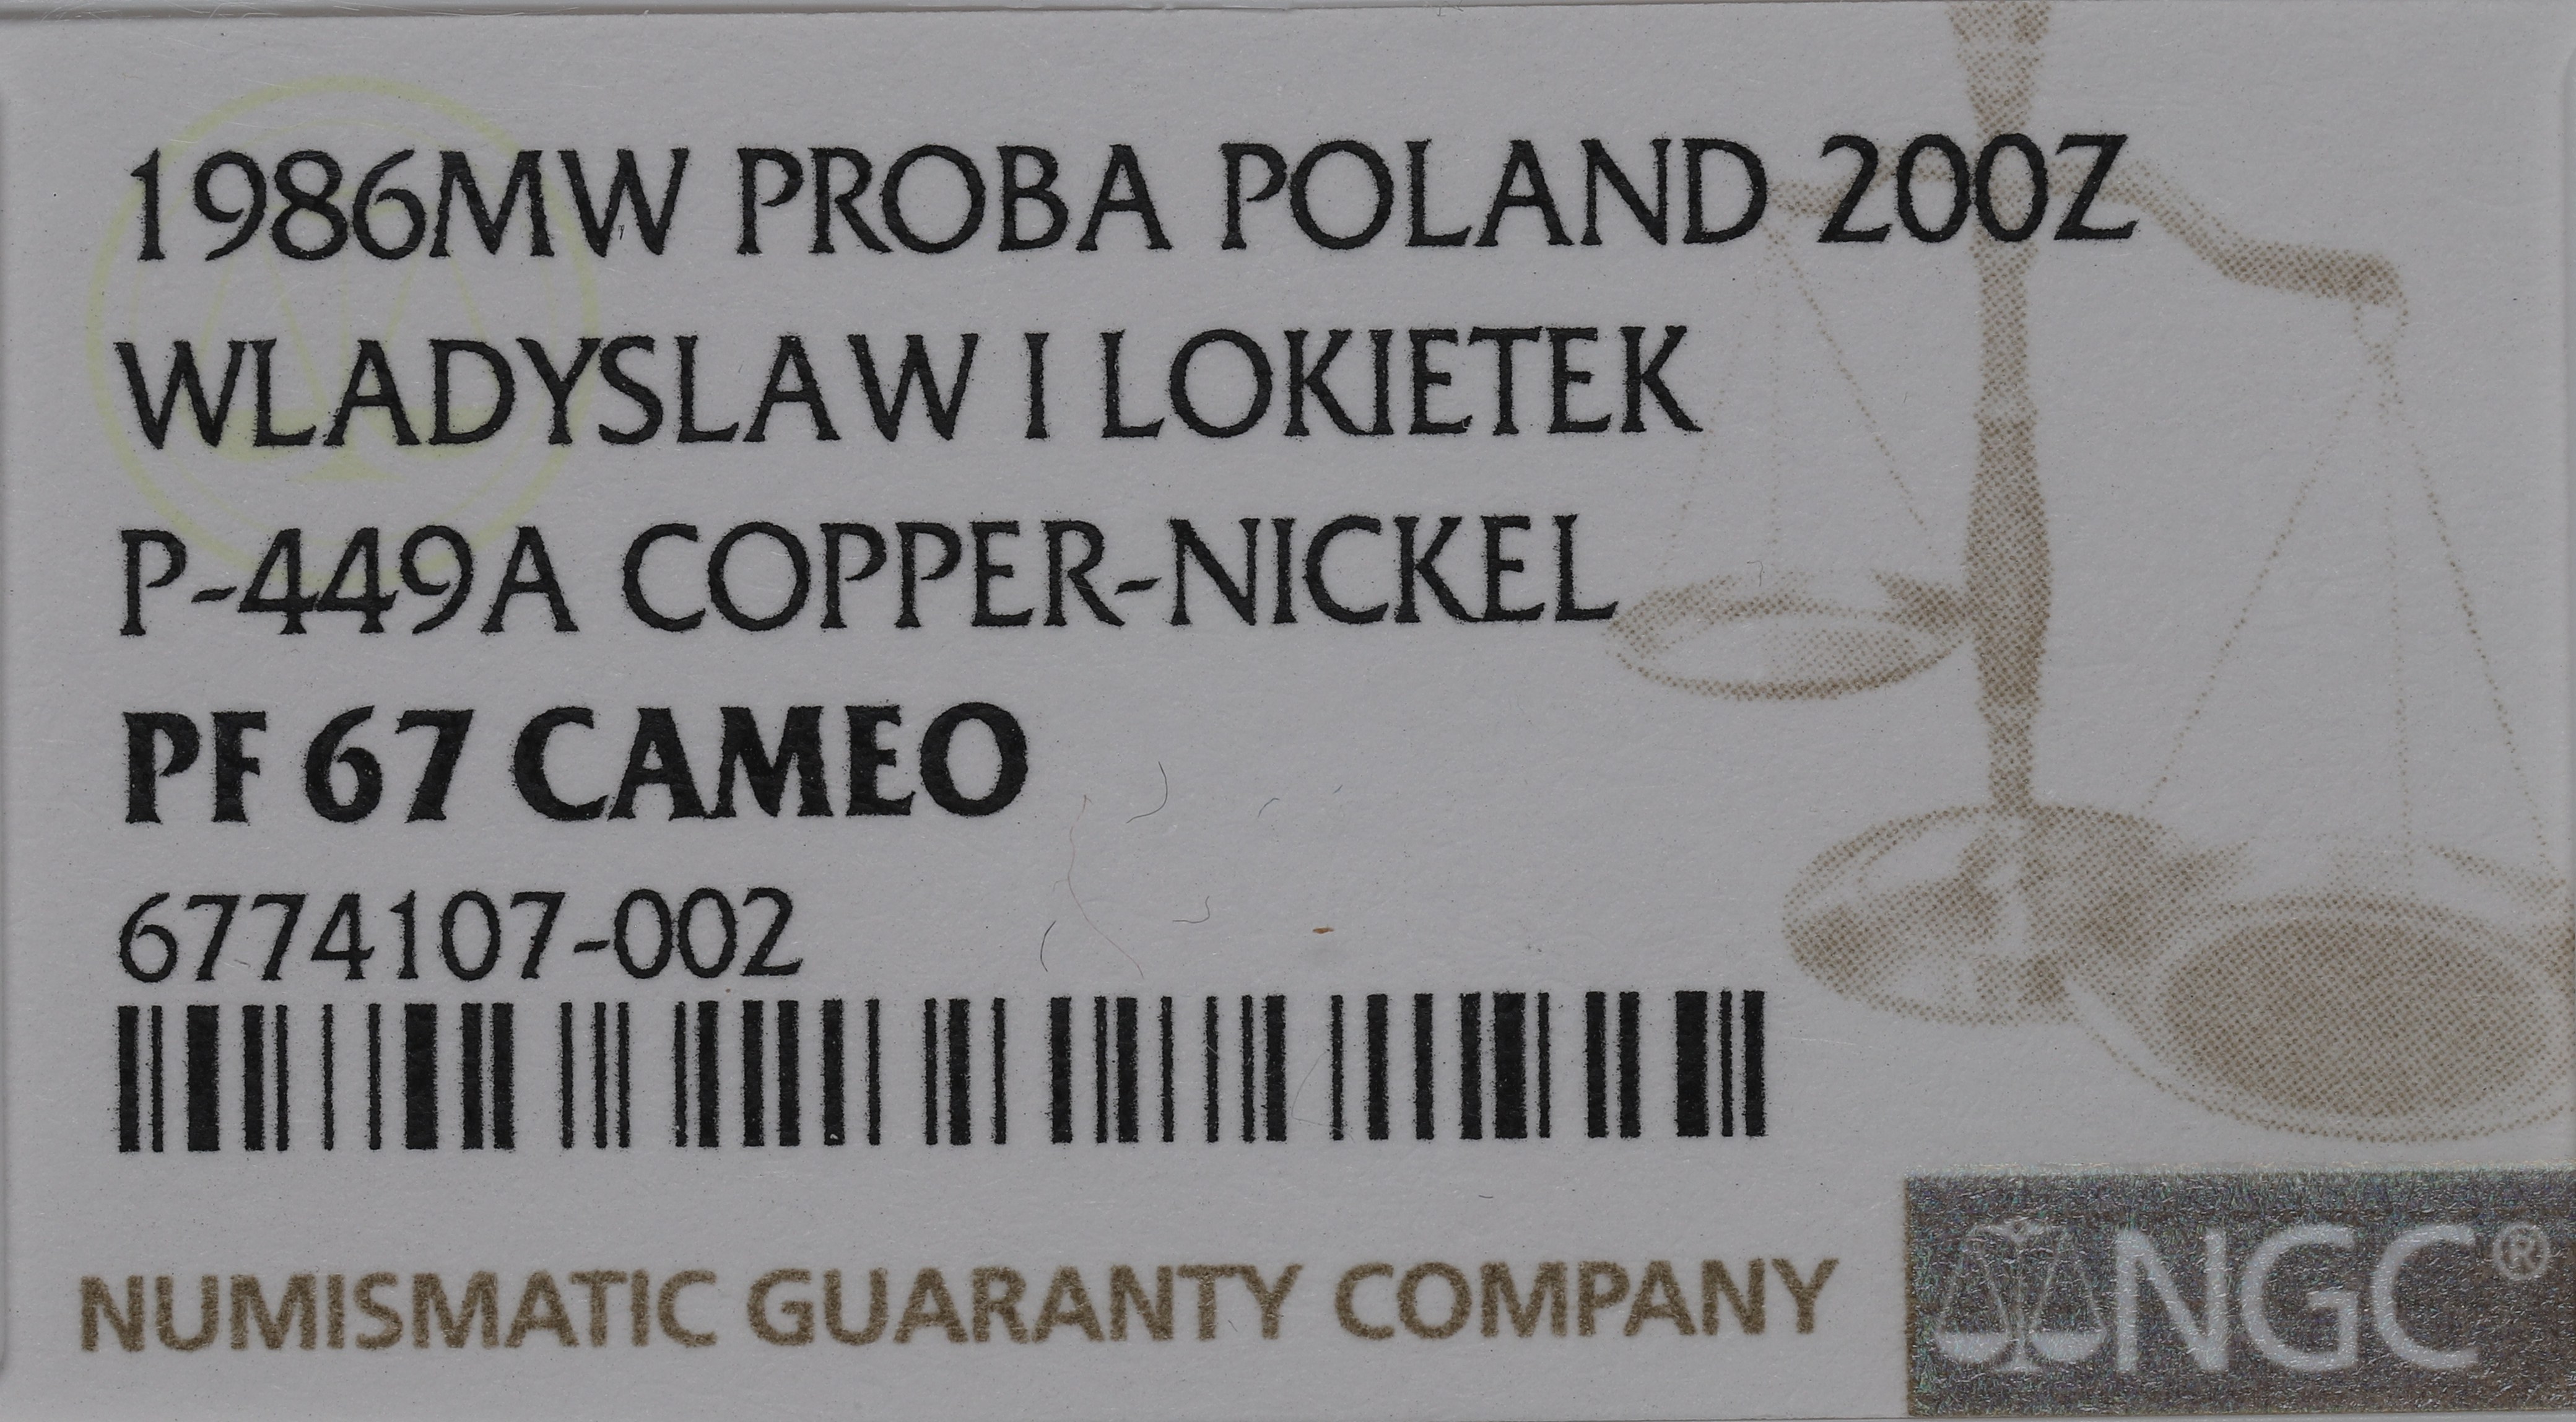 1986MW PROBA POLAND 200Z
WLADYSLAW I LOKIETEK
P-449A COPPER-NICKEL
PF 67 CAMEO
6774107-002
NUMISMATIC GUARANTY COMPANY
NGC®